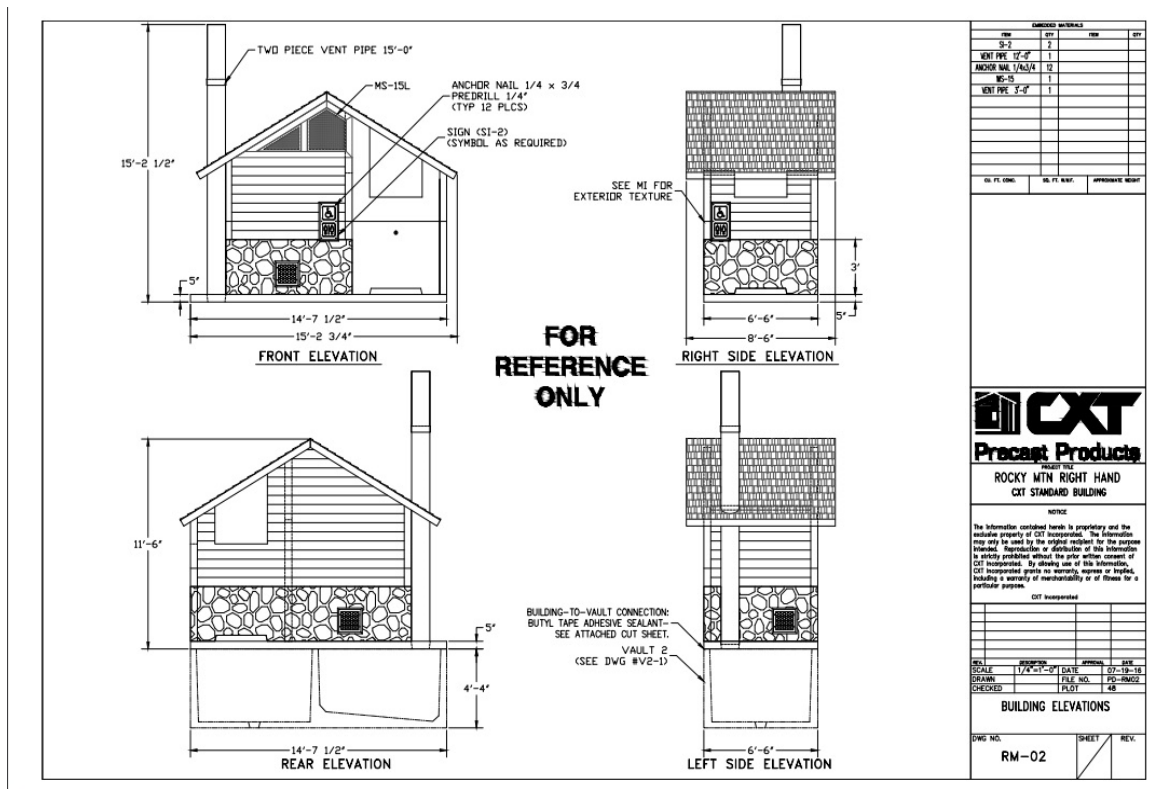 TWO PIECE VENT PIPE 15'-0"
MS-15L
ANCHOR NAIL 1/4 x 3/4
PREDRILL 1/4"
(TYP 12 PLCS)
SIGN (SI-2)
(SYMBOL AS REQUIRED)
15'-2 1/2"
5"
14'-7 1/2"
15'-2 3/4"
FRONT ELEVATION
SEE MI FOR
EXTERIOR TEXTURE
3'
5"
6'-6"
8'-6"
RIGHT SIDE ELEVATION
FOR
REFERENCE
ONLY
11'-6"
5"
4'-4"
14'-7 1/2"
REAR ELEVATION
BUILDING-TO-VAULT CONNECTION:
BUTYL TAPE ADHESIVE SEALANT-
SEE ATTACHED CUT SHEET.
VAULT 2
(SEE DWG #V2-1)
6'-6"
LEFT SIDE ELEVATION
EMBEDDED MATERIALS
ITEM QTY ITEM QTY
SI-2 2
VENT PIPE 12'-0" 1
ANCHOR NAIL 1/4x3/4 12
MS-15 1
VENT PIPE 3'-0" 1
CU. FT. CONC. SQ. FT. W.W.F. APPROXIMATE WEIGHT
CXT
Precast Products
PROJECT TITLE
ROCKY MTN RIGHT HAND
CXT STANDARD BUILDING
NOTICE
The information contained herein is proprietary and the
exclusive property of CXT Incorporated. The information
may only be used by the original recipient for the purpose
intended. Reproduction or distribution of this information
is strictly prohibited without the prior written consent of
CXT Incorporated. By allowing use of this information,
CXT Incorporated grants no warranty, express or implied,
including a warranty of merchantability or of fitness for a
particular purpose.
CXT Incorporated
REV. DESCRIPTION APPROVAL DATE
SCALE 1/4"=1'-0" DATE 07-19-16
DRAWN FILE NO. PD-RM02
CHECKED PLOT 48
BUILDING ELEVATIONS
DWG NO. SHEET REV.
RM-02